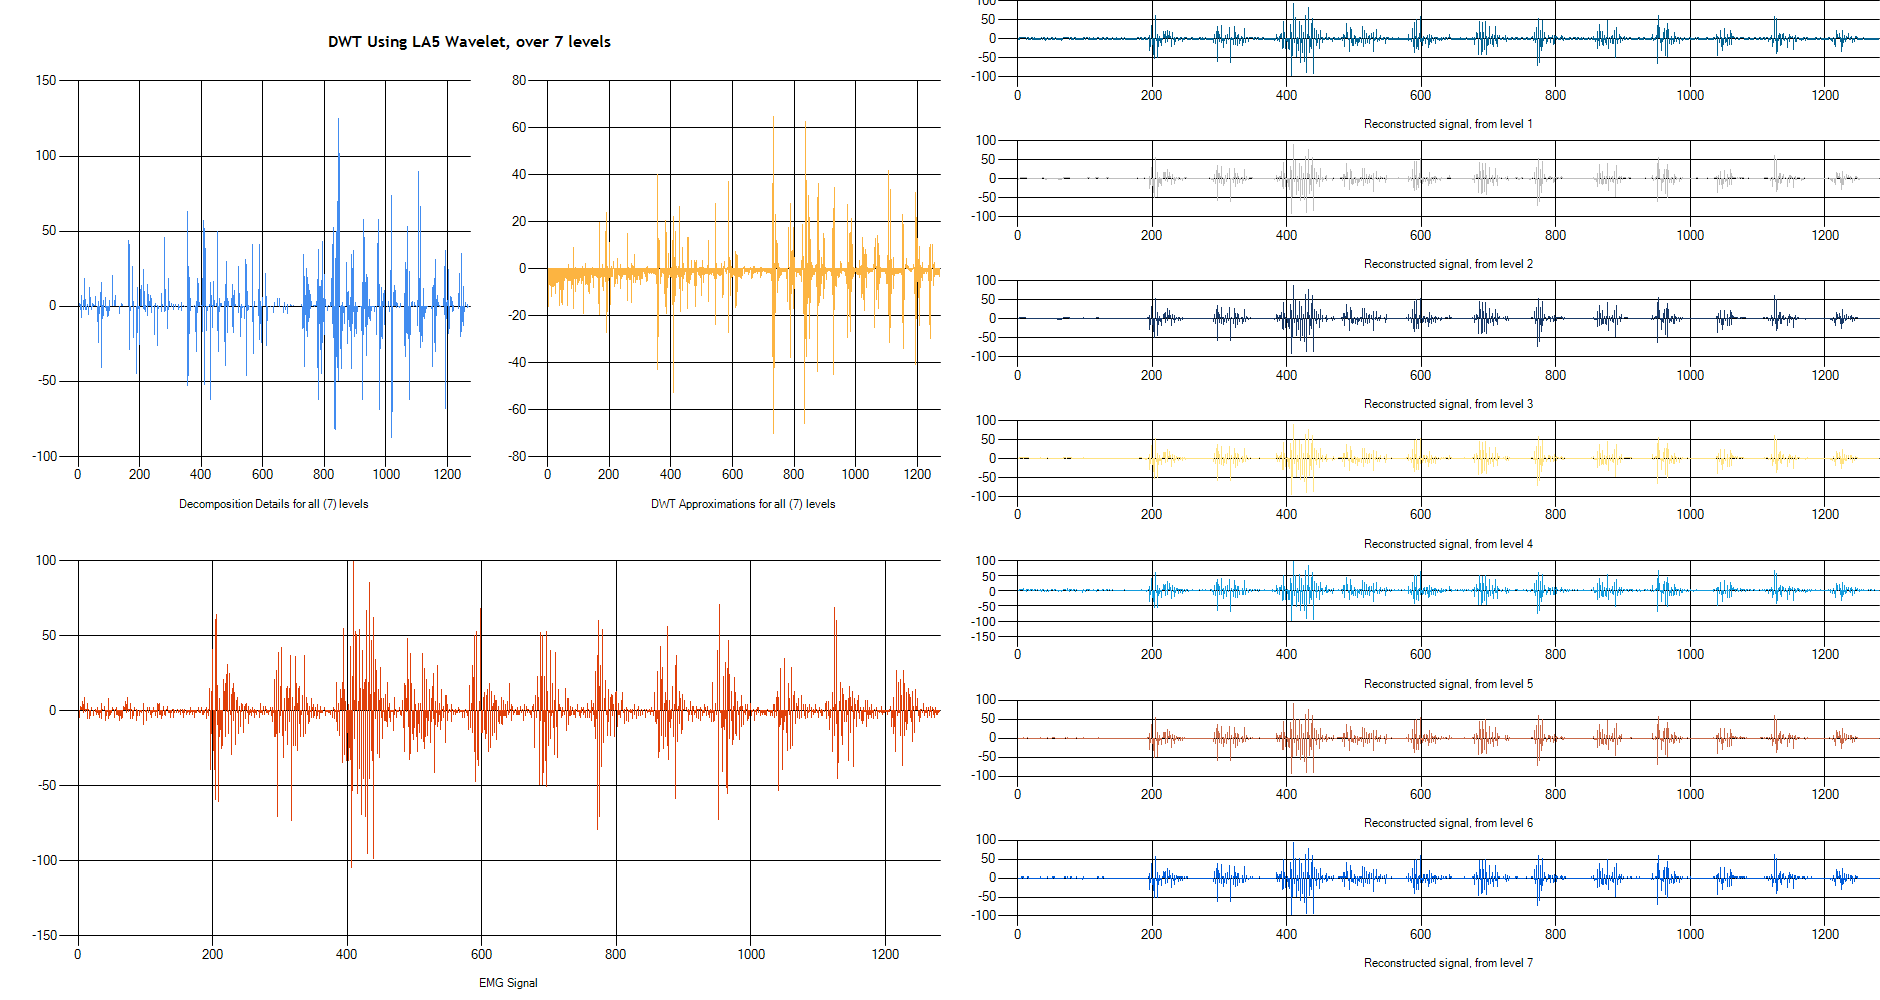 DWT Using LA5 Wavelet, over 7 levels
150
100
50
0
-50
-100
0 200 400 600 800 1000 1200
Decomposition Details for all (7) levels
80
60
40
20
0
-20
-40
-60
-80
0 200 400 600 800 1000 1200
DWT Approximations for all (7) levels
100
50
0
-50
-100
-150
0 200 400 600 800 1000 1200
EMG Signal
100
50
0
-50
-100
0 200 400 600 800 1000 1200
Reconstructed signal, from level 1
100
50
0
-50
-100
0 200 400 600 800 1000 1200
Reconstructed signal, from level 2
100
50
0
-50
-100
0 200 400 600 800 1000 1200
Reconstructed signal, from level 3
100
50
0
-50
-100
0 200 400 600 800 1000 1200
Reconstructed signal, from level 4
100
50
0
-50
-100
-150
0 200 400 600 800 1000 1200
Reconstructed signal, from level 5
100
50
0
-50
-100
0 200 400 600 800 1000 1200
Reconstructed signal, from level 6
100
50
0
-50
-100
0 200 400 600 800 1000 1200
Reconstructed signal, from level 7